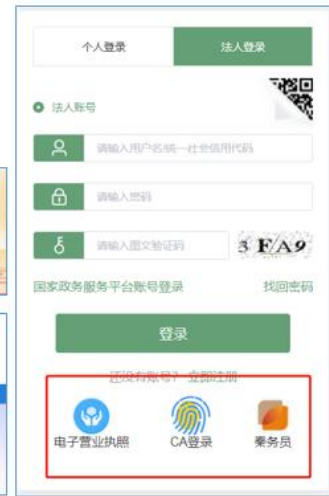 个人登录
法人登录
法人账号
请输入用户名/统一社会信用代码
请输入密码
请输入图文验证码
3 FA9
国家政务服务平台账号登录
找回密码
登录
还没有账号？ 立即注册
电子营业执照
CA登录
秦务员